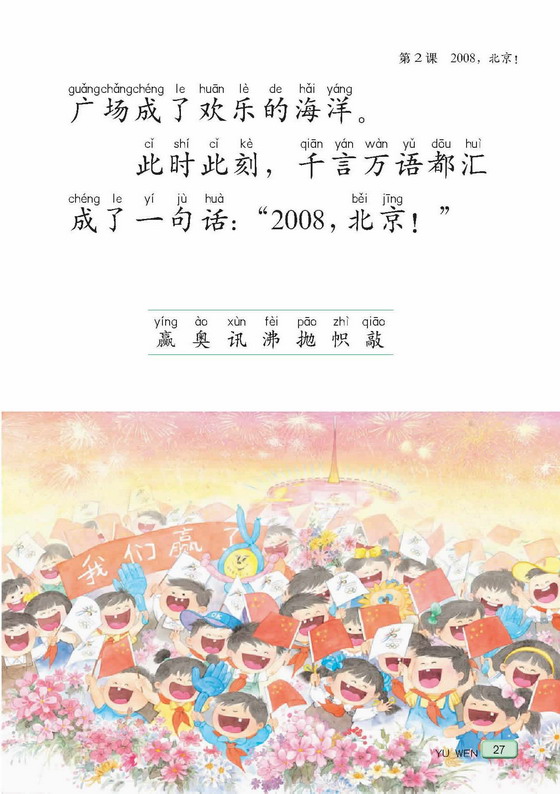 第2课 2008，北京！
guǎngchǎngchéng le huān lè de hǎi yáng
广场成了欢乐的海洋。
cǐ shí cǐ kè qiān yán wàn yǔ dōu huì
此时此刻，千言万语都汇
chéng le yí jù huà běi jīng
成了一句话：“2008，北京！”
yíng ào xùn fèi pāo zhì qiāo
赢 奥 讯 沸 抛 帜 敲
我们赢了
YU WEN 27